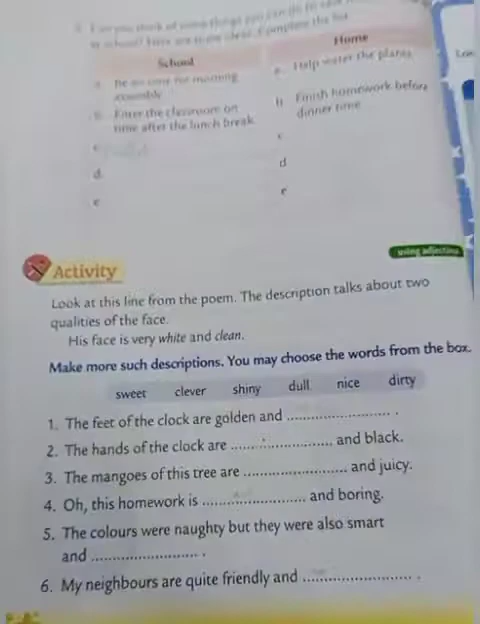 School
Home
a. Be on time for morning
assembly
b. Enter the classroom on
time after the lunch break
c
d
e
a. Help water the plants
b. Finish homework before
dinner time
c
d
e
using adjectives
Activity
Look at this line from the poem. The description talks about two
qualities of the face.
His face is very white and clean.
Make more such descriptions. You may choose the words from the box.
sweet clever shiny dull nice dirty
1. The feet of the clock are golden and ........................ .
2. The hands of the clock are ........................ and black.
3. The mangoes of this tree are ........................ and juicy.
4. Oh, this homework is ........................ and boring.
5. The colours were naughty but they were also smart
and ........................ .
6. My neighbours are quite friendly and ........................ .